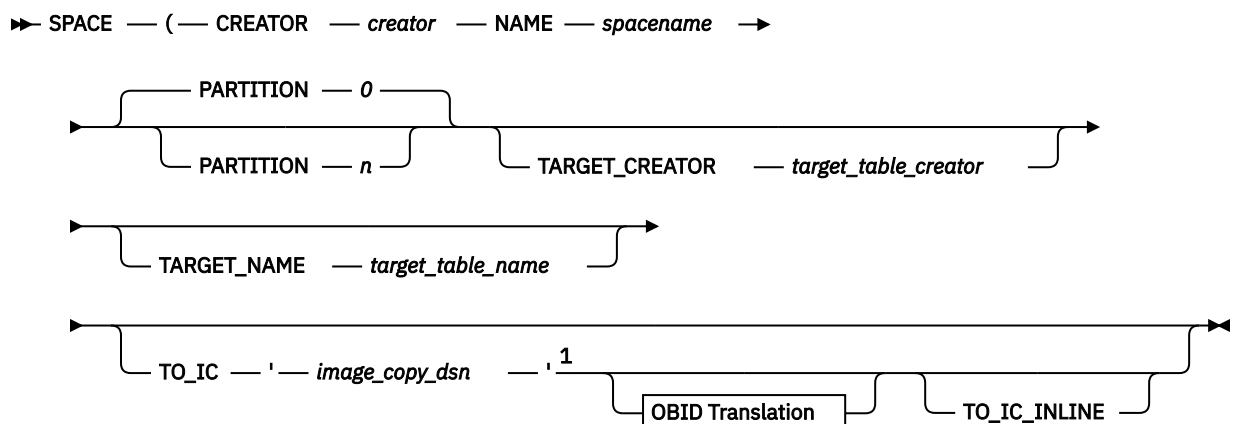 SPACE ( CREATOR creator NAME spacename
PARTITION 0
PARTITION n TARGET_CREATOR target_table_creator
TARGET_NAME target_table_name
TO_IC ' image_copy_dsn ' 1
OBID Translation TO_IC_INLINE